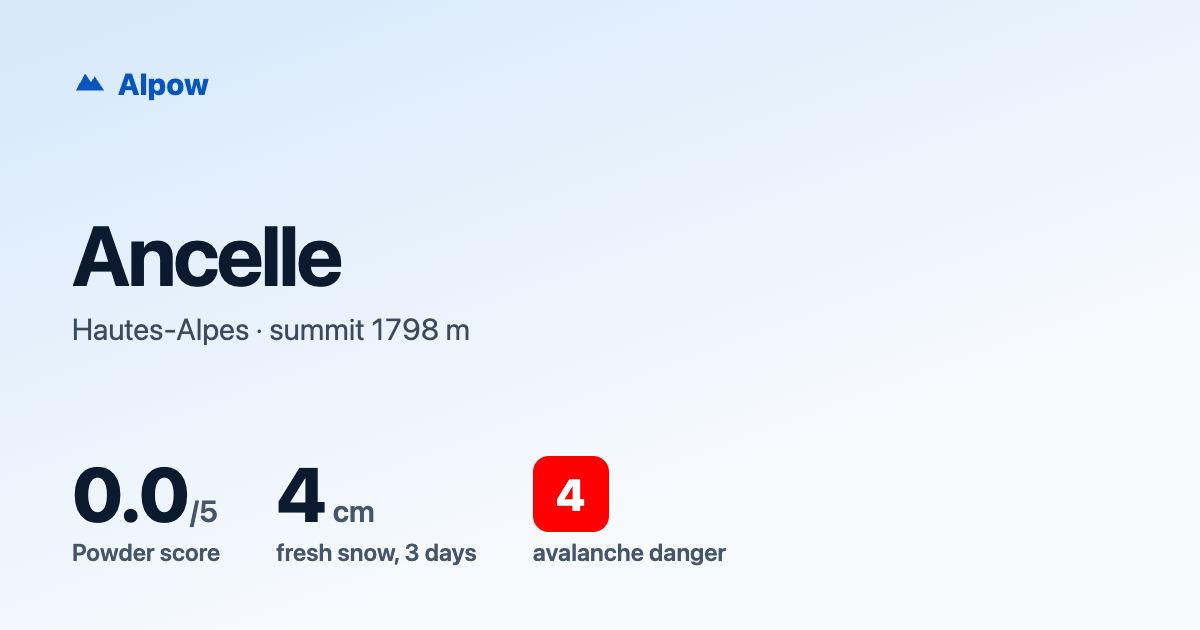 Alpow
Ancelle
Hautes-Alpes · summit 1798 m
0.0/5 4 cm 4
Powder score fresh snow, 3 days avalanche danger